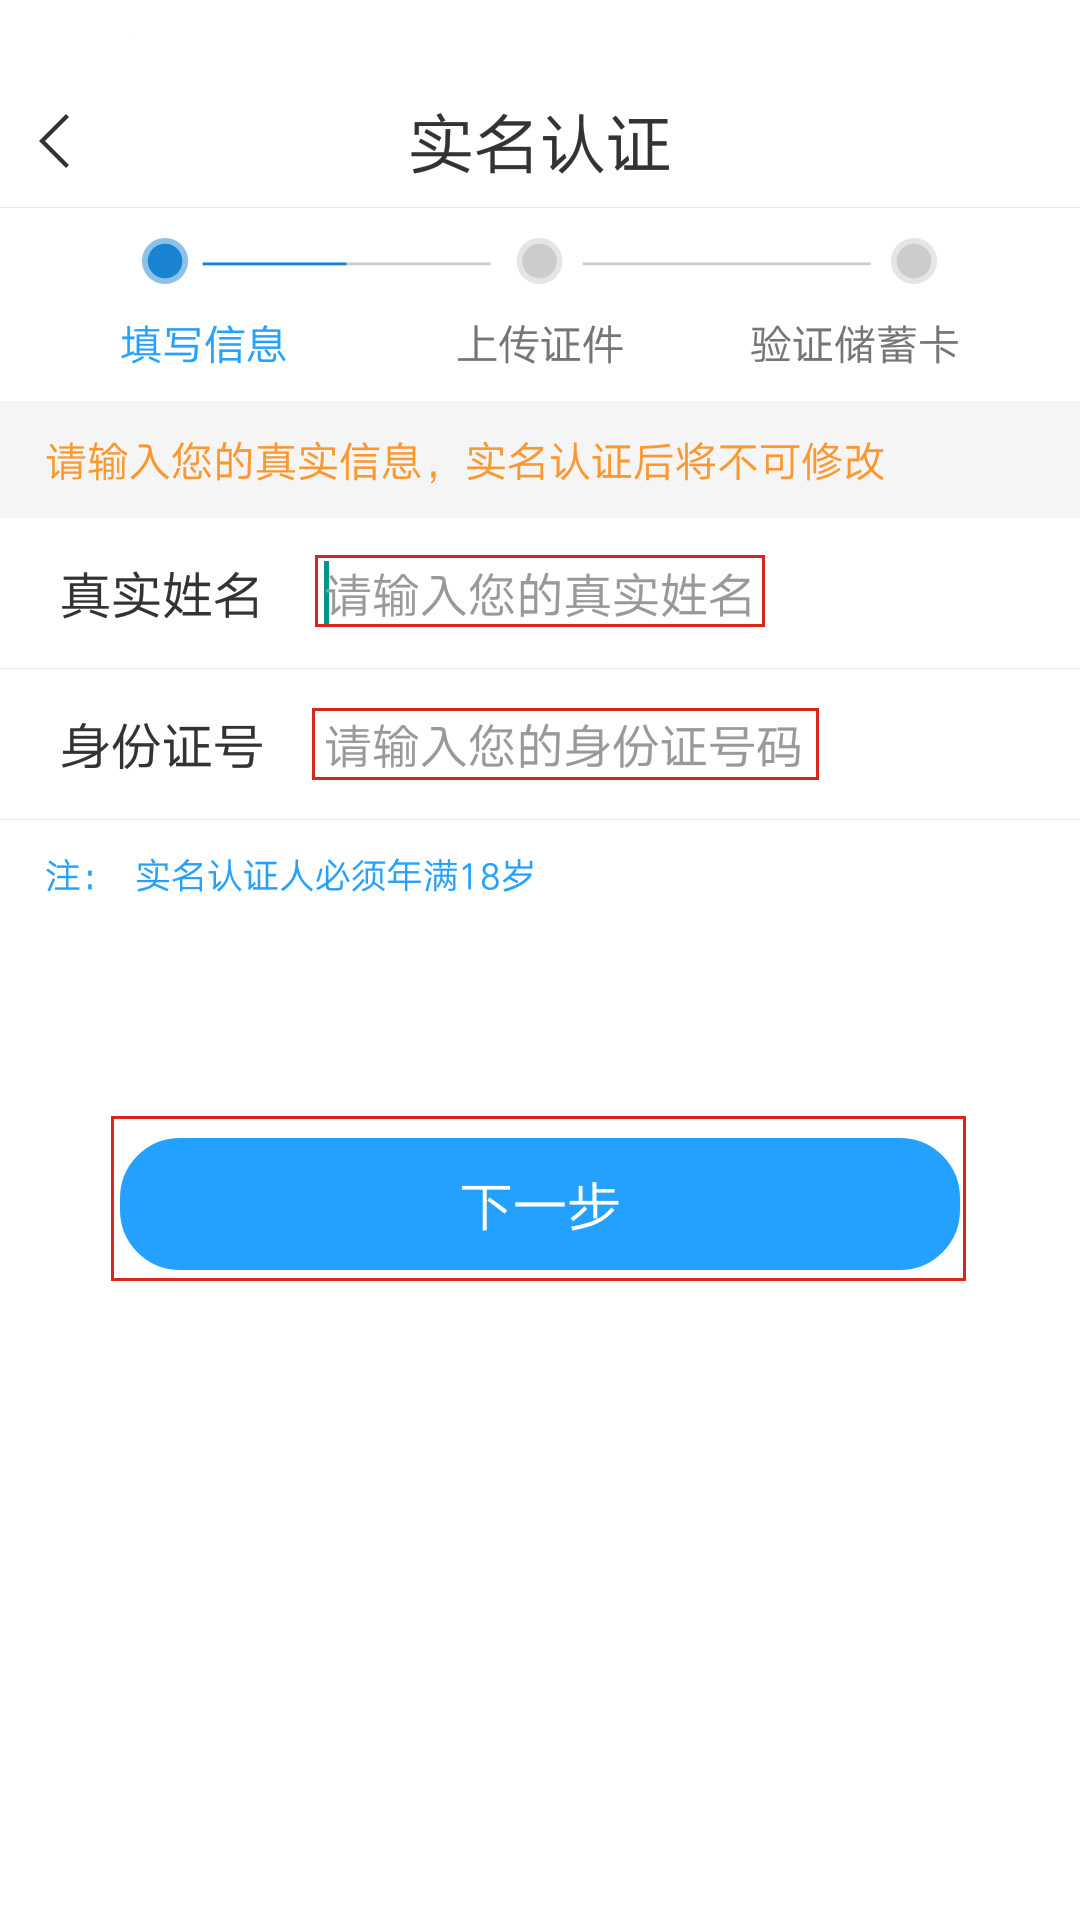 实名认证
填写信息 上传证件 验证储蓄卡
请输入您的真实信息，实名认证后将不可修改
真实姓名 请输入您的真实姓名
身份证号 请输入您的身份证号码
注： 实名认证人必须年满18岁
下一步